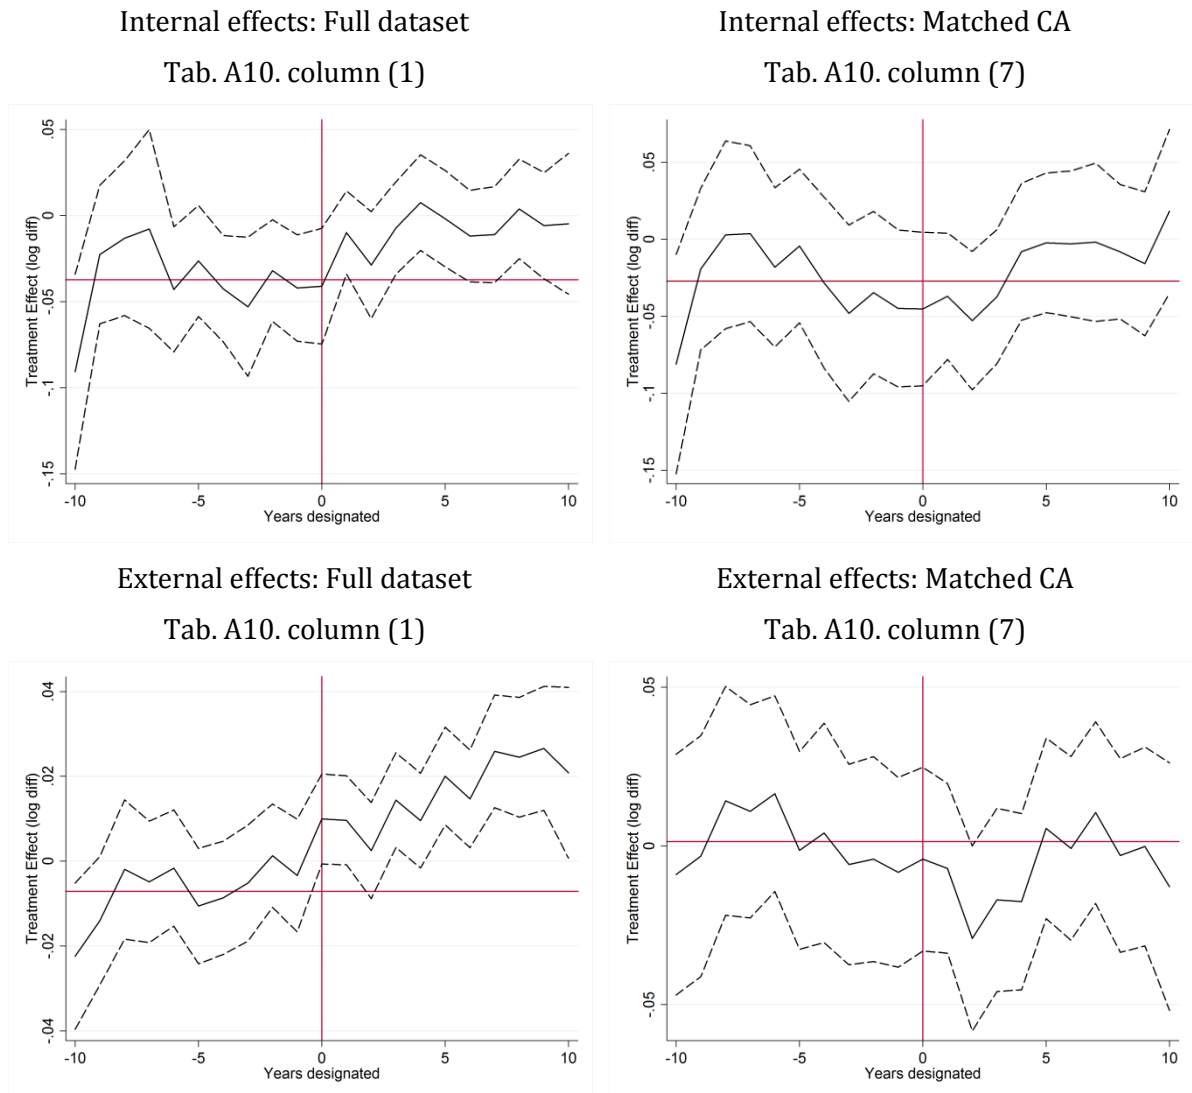 Internal effects: Full dataset
Tab. A10. column (1)
Treatment Effect (log diff)
.05
0
-.05
-.1
-.15
-10
-5
0
5
10
Years designated
Internal effects: Matched CA
Tab. A10. column (7)
Treatment Effect (log diff)
.05
0
-.05
-.1
-.15
-10
-5
0
5
10
Years designated
External effects: Full dataset
Tab. A10. column (1)
Treatment Effect (log diff)
.04
.02
0
-.02
-.04
-10
-5
0
5
10
Years designated
External effects: Matched CA
Tab. A10. column (7)
Treatment Effect (log diff)
.05
0
-.05
-10
-5
0
5
10
Years designated